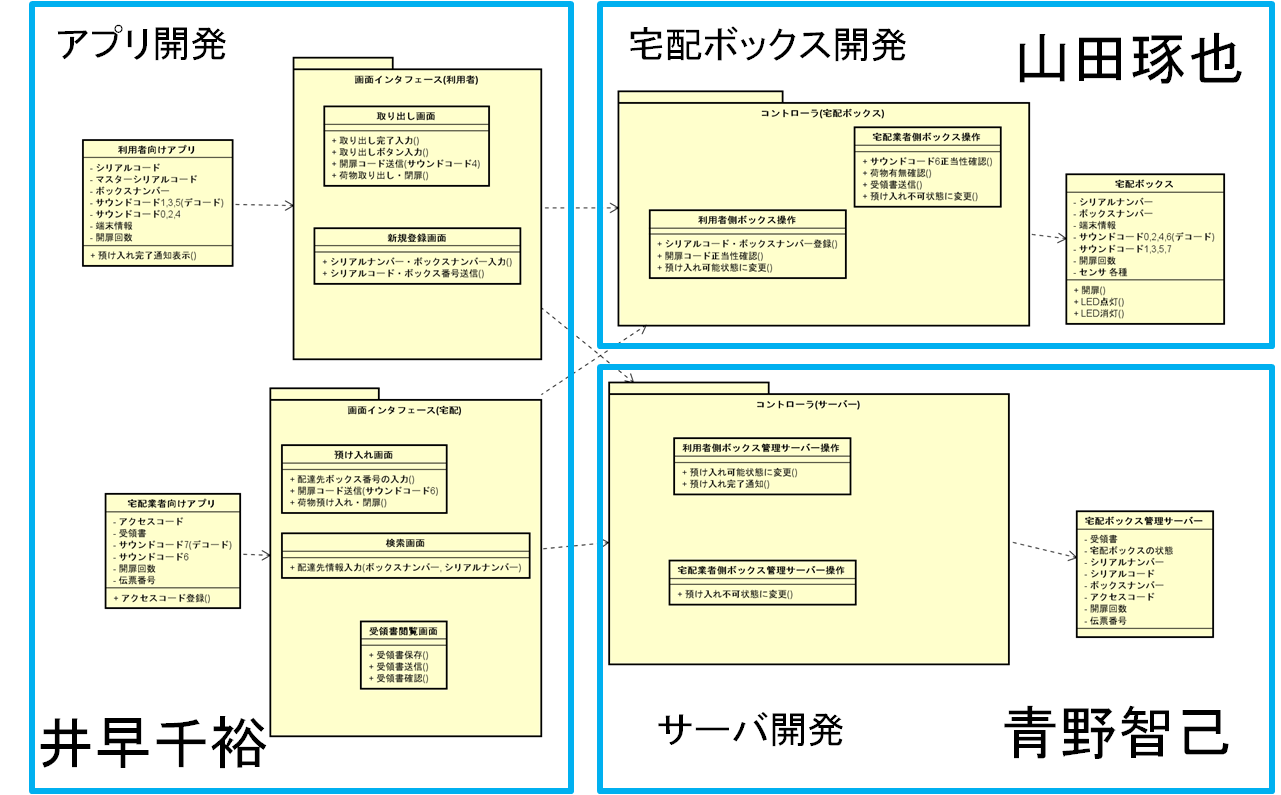 アプリ開発
画面インタフェース(利用者)
取り出し画面
+ 取り出し完了入力()
+ 取り出しボタン入力()
+ 開扉コード送信(サウンドコード4)
+ 荷物取り出し・閉扉()
利用者向けアプリ
- シリアルコード
- マスターシリアルコード
- ボックスナンバー
- サウンドコード1,3,5(デコード)
- サウンドコード0,2,4
- 端末情報
- 開扉回数
+ 預け入れ完了通知表示()
新規登録画面
+ シリアルナンバー・ボックスナンバー入力()
+ シリアルコード・ボックス番号送信()
画面インタフェース(宅配)
預け入れ画面
+ 配達先ボックス番号の入力()
+ 開扉コード送信(サウンドコード6)
+ 荷物預け入れ・閉扉()
宅配業者向けアプリ
- アクセスコード
- 受領書
- サウンドコード7(デコード)
- サウンドコード6
- 開扉回数
- 伝票番号
+ アクセスコード登録()
検索画面
+ 配達先情報入力(ボックスナンバー, シリアルナンバー)
受領書閲覧画面
+ 受領書保存()
+ 受領書送信()
+ 受領書確認()
井早千裕
宅配ボックス開発
山田琢也
コントローラ(宅配ボックス)
宅配業者側ボックス操作
+ サウンドコード6正当性確認()
+ 荷物有無確認()
+ 受領書送信()
+ 預け入れ不可状態に変更()
利用者側ボックス操作
+ シリアルコード・ボックスナンバー登録()
+ 開扉コード正当性確認()
+ 預け入れ可能状態に変更()
宅配ボックス
- シリアルナンバー
- ボックスナンバー
- 端末情報
- サウンドコード0,2,4,6(デコード)
- サウンドコード1,3,5,7
- 開扉回数
- センサ 各種
+ 開扉()
+ LED点灯()
+ LED消灯()
コントローラ(サーバー)
利用者側ボックス管理サーバー操作
+ 預け入れ可能状態に変更()
+ 預け入れ完了通知()
宅配業者側ボックス管理サーバー操作
+ 預け入れ不可状態に変更()
宅配ボックス管理サーバー
- 受領書
- 宅配ボックスの状態
- シリアルナンバー
- シリアルコード
- ボックスナンバー
- アクセスコード
- 開扉回数
- 伝票番号
サーバ開発
青野智己